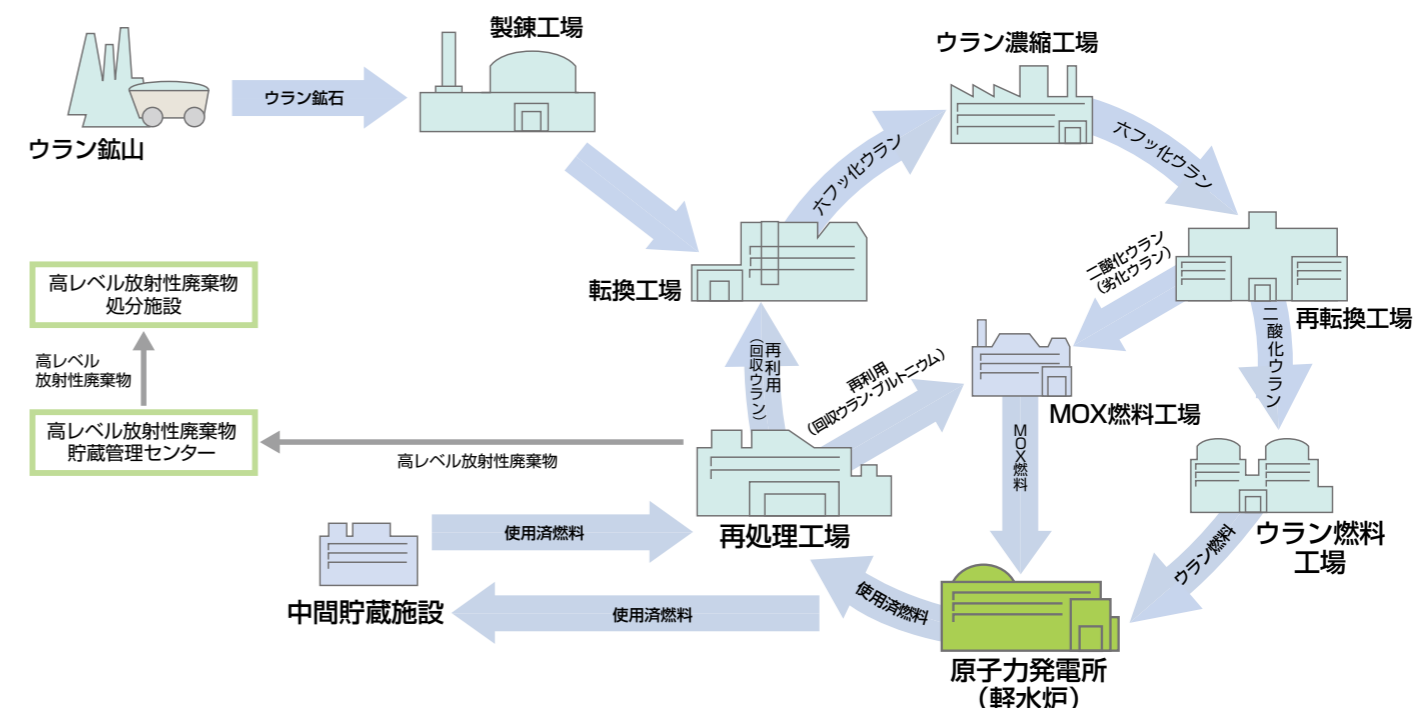 製錬工場
ウラン濃縮工場
ウラン鉱石
ウラン鉱山
六フッ化ウラン
六フッ化ウラン
転換工場
二酸化ウラン
（劣化ウラン）
再転換工場
二酸化ウラン
高レベル放射性廃棄物
処分施設
高レベル
放射性廃棄物
再利用
（回収ウラン）
再利用
（回収ウラン・プルトニウム）
MOX燃料工場
MOX燃料
高レベル放射性廃棄物
貯蔵管理センター
高レベル放射性廃棄物
使用済燃料
再処理工場
ウラン燃料
工場
ウラン燃料
中間貯蔵施設
使用済燃料
使用済燃料
原子力発電所
（軽水炉）